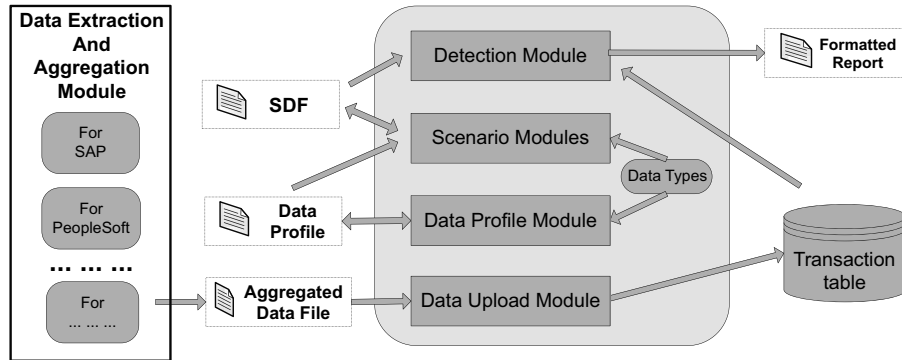 Data Extraction
And
Aggregation
Module
For
SAP
For
PeopleSoft
... ... ...
For
... ... ...
SDF
Data
Profile
Aggregated
Data File
Detection Module
Scenario Modules
Data Types
Data Profile Module
Data Upload Module
Formatted
Report
Transaction
table